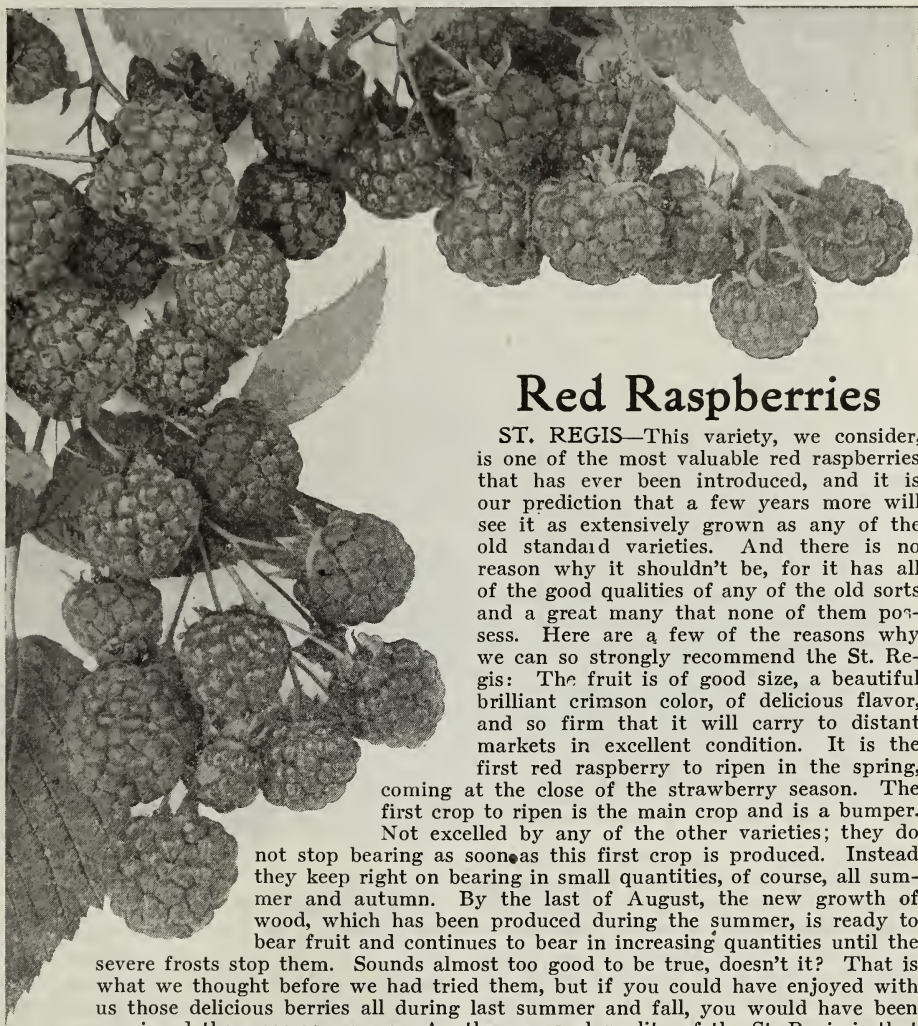 Red Raspberries
ST. REGIS—This variety, we consider,
is one of the most valuable red raspberries
that has ever been introduced, and it is
our prediction that a few years more will
see it as extensively grown as any of the
old standard varieties. And there is no
reason why it shouldn't be, for it has all
of the good qualities of any of the old sorts
and a great many that none of them pos-
sess. Here are a few of the reasons why
we can so strongly recommend the St. Re-
gis: The fruit is of good size, a beautiful
brilliant crimson color, of delicious flavor,
and so firm that it will carry to distant
markets in excellent condition. It is the
first red raspberry to ripen in the spring,
coming at the close of the strawberry season. The
first crop to ripen is the main crop and is a bumper.
Not excelled by any of the other varieties; they do
not stop bearing as soon as this first crop is produced. Instead
they keep right on bearing in small quantities, of course, all sum-
mer and autumn. By the last of August, the new growth of
wood, which has been produced during the summer, is ready to
bear fruit and continues to bear in increasing quantities until the
severe frosts stop them. Sounds almost too good to be true, doesn't it? That is
what we thought before we had tried them, but if you could have enjoyed with
us those delicious berries all during last summer and fall, you would have been